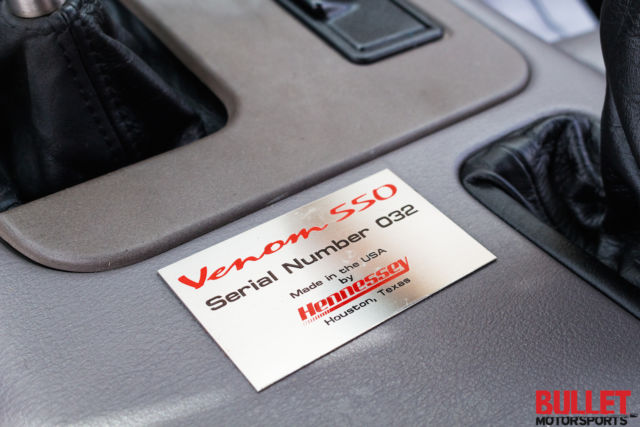 Venom 550
Serial Number 032
Made in the USA
by
Hennessey
Houston, Texas
BULLET
MOTORSPORTS